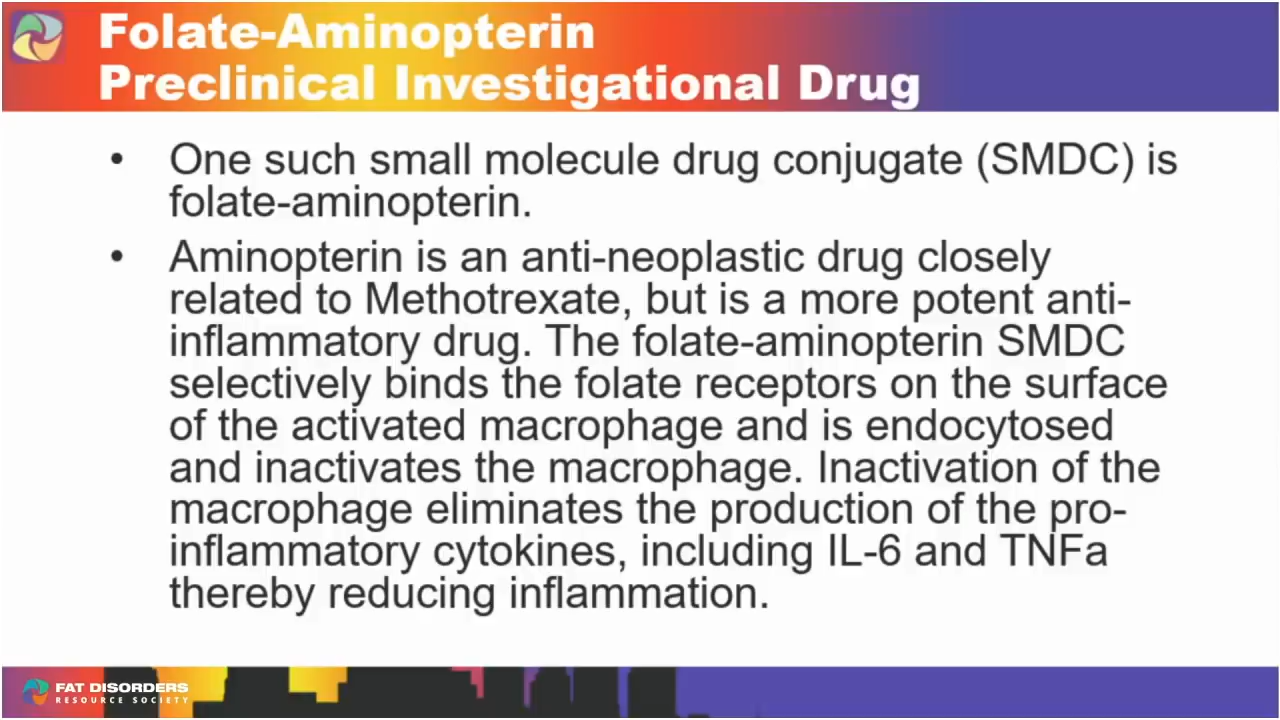 Folate-Aminopterin
Preclinical Investigational Drug
• One such small molecule drug conjugate (SMDC) is
folate-aminopterin.
• Aminopterin is an anti-neoplastic drug closely
related to Methotrexate, but is a more potent anti-
inflammatory drug. The folate-aminopterin SMDC
selectively binds the folate receptors on the surface
of the activated macrophage and is endocytosed
and inactivates the macrophage. Inactivation of the
macrophage eliminates the production of the pro-
inflammatory cytokines, including IL-6 and TNFa
thereby reducing inflammation.
FAT DISORDERS
RESOURCE SOCIETY